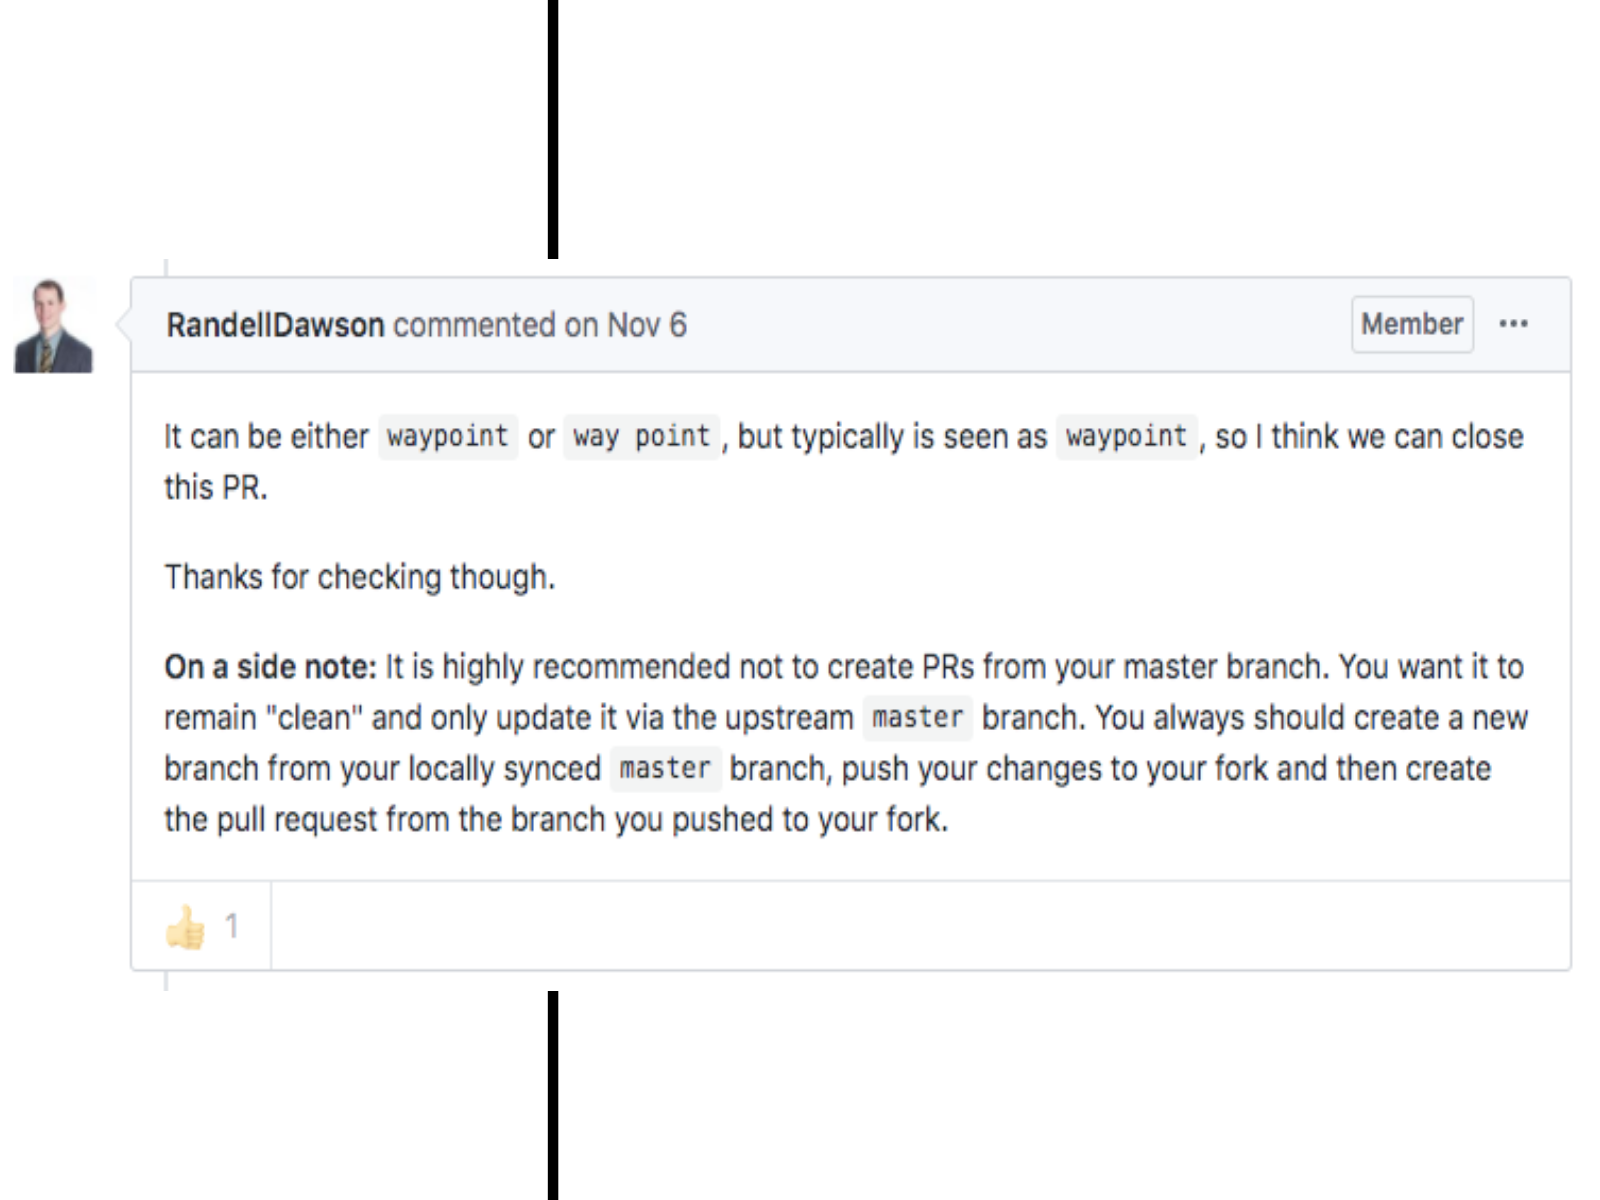 RandellDawson commented on Nov 6
Member
It can be either waypoint or way point, but typically is seen as waypoint, so I think we can close
this PR.
Thanks for checking though.
On a side note: It is highly recommended not to create PRs from your master branch. You want it to
remain "clean" and only update it via the upstream master branch. You always should create a new
branch from your locally synced master branch, push your changes to your fork and then create
the pull request from the branch you pushed to your fork.
1